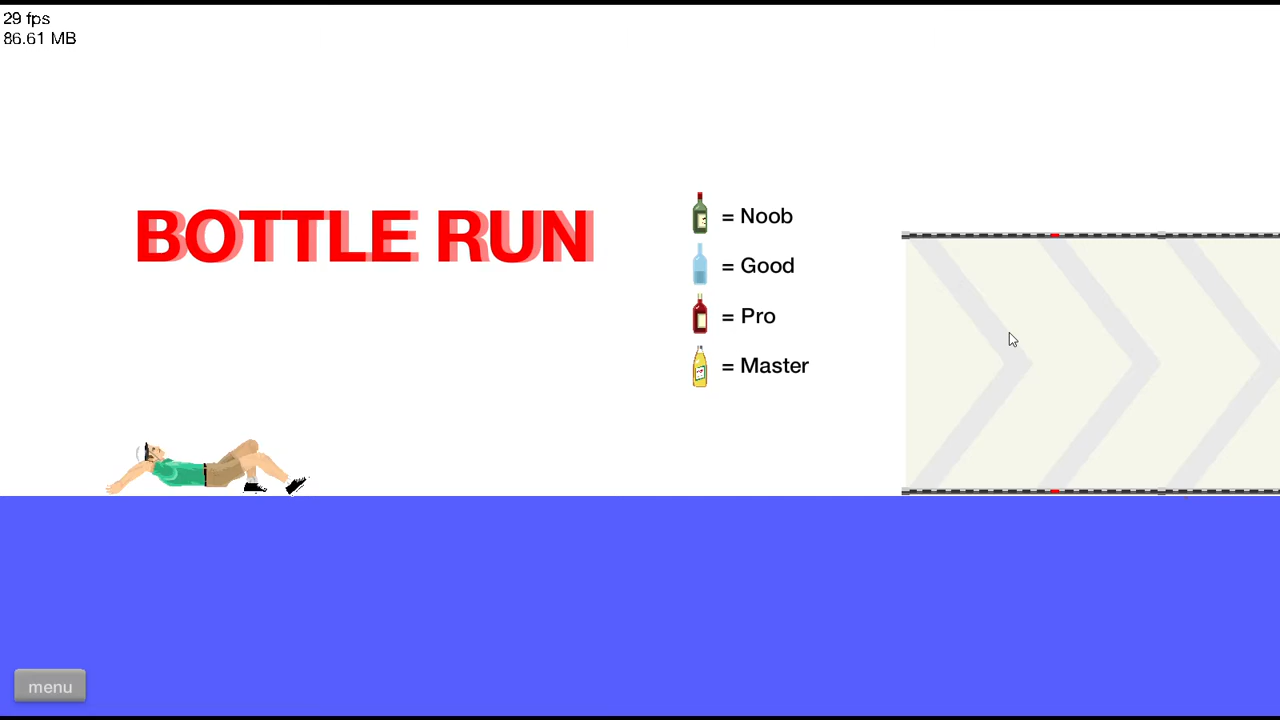 29 fps
86.61 MB
BOTTLE RUN
= Noob
= Good
= Pro
= Master
menu